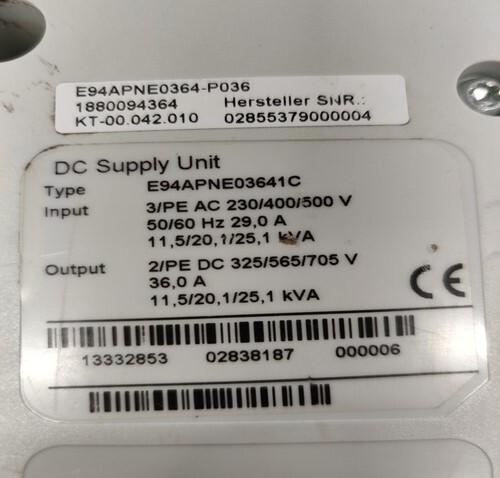 E94APNE0364-P036
1880094364 Hersteller SNR.:
KT-00.042.010 02855379000004
DC Supply Unit
Type E94APNE03641C
Input 3/PE AC 230/400/500 V
50/60 Hz 29,0 A
11,5/20,1/25,1 kVA
Output 2/PE DC 325/565/705 V
36,0 A
11,5/20,1/25,1 kVA
CE
13332853 02838187 000006